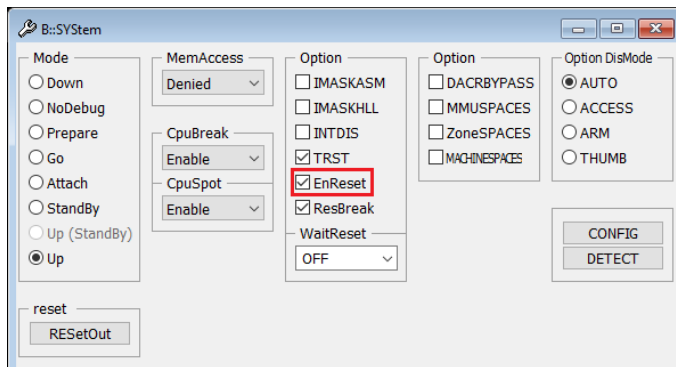 B::SYStem
Mode
Down
NoDebug
Prepare
Go
Attach
StandBy
Up (StandBy)
Up
reset
RESetOut
MemAccess
Denied
CpuBreak
Enable
CpuSpot
Enable
Option
IMASKASM
IMASKHLL
INTDIS
TRST
EnReset
ResBreak
WaitReset
OFF
Option
DACRBYPASS
MMUSPACES
ZoneSPACES
MACHINESPACES
Option DisMode
AUTO
ACCESS
ARM
THUMB
CONFIG
DETECT